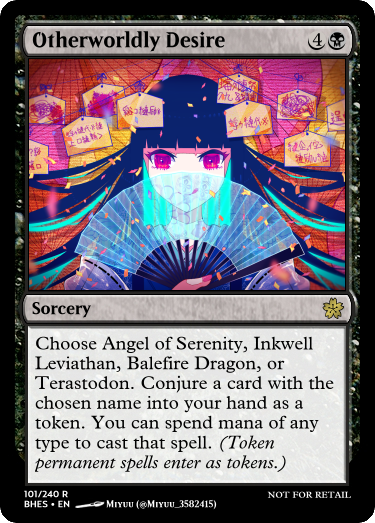 Otherworldly Desire 4
Sorcery
Choose Angel of Serenity, Inkwell
Leviathan, Balefire Dragon, or
Terastodon. Conjure a card with the
chosen name into your hand as a
token. You can spend mana of any
type to cast that spell. (Token
permanent spells enter as tokens.)
101/240 R
BHES • EN Miyuu (@Miyuu_3582415)
NOT FOR RETAIL